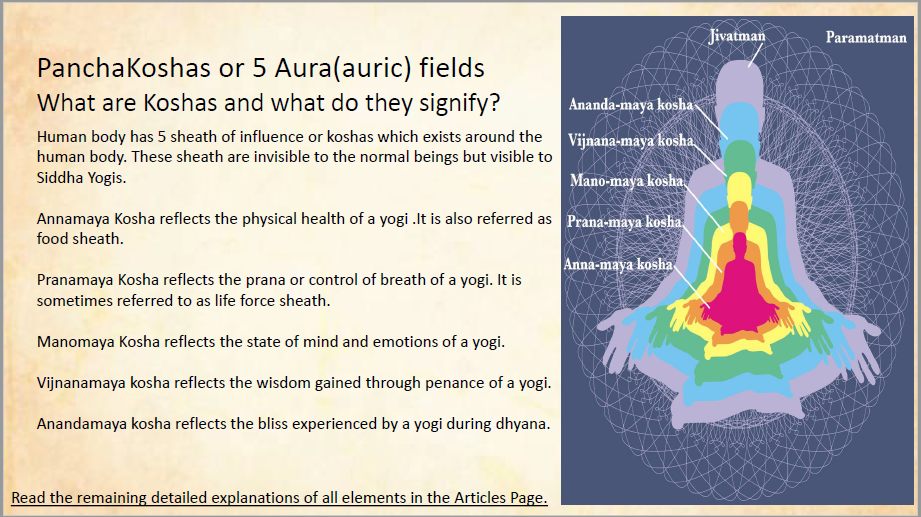 PanchaKoshas or 5 Aura(auric) fields
What are Koshas and what do they signify?
Human body has 5 sheath of influence or koshas which exists around the
human body. These sheath are invisible to the normal beings but visible to
Siddha Yogis.
Annamaya Kosha reflects the physical health of a yogi .It is also referred as
food sheath.
Pranamaya Kosha reflects the prana or control of breath of a yogi. It is
sometimes referred to as life force sheath.
Manomaya Kosha reflects the state of mind and emotions of a yogi.
Vijnanamaya kosha reflects the wisdom gained through penance of a yogi.
Anandamaya kosha reflects the bliss experienced by a yogi during dhyana.
Read the remaining detailed explanations of all elements in the Articles Page.
Jivatman
Paramatman
Ananda-maya kosha
Vijnana-maya kosha
Mano-maya kosha
Prana-maya kosha
Anna-maya kosha